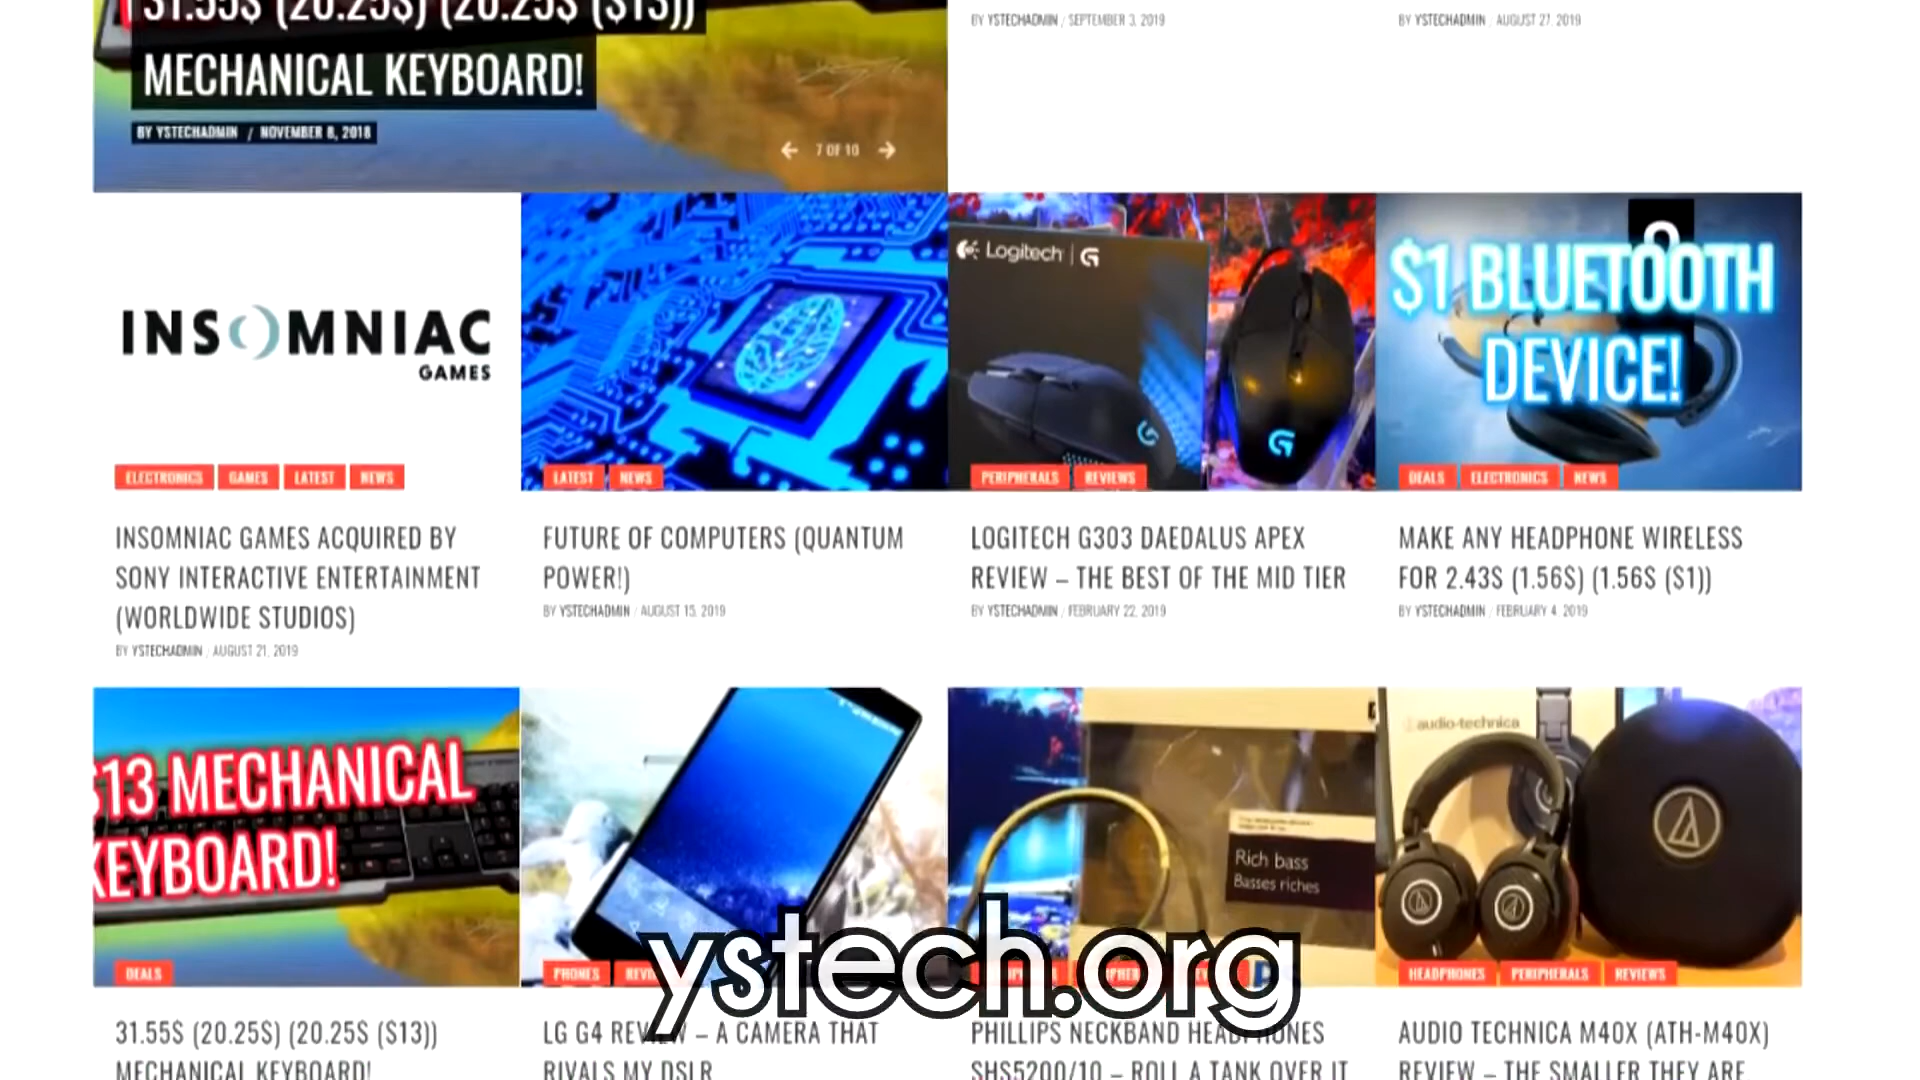 31.55$ (20.25$) (20.25$ ($13))
MECHANICAL KEYBOARD!
BY YSTECHADMIN / NOVEMBER 8, 2018
7 OF 10
BY YSTECHADMIN / SEPTEMBER 3, 2019
BY YSTECHADMIN / AUGUST 27, 2019
INSOMNIAC
GAMES
ELECTRONICS GAMES LATEST NEWS
INSOMNIAC GAMES ACQUIRED BY
SONY INTERACTIVE ENTERTAINMENT
(WORLDWIDE STUDIOS)
BY YSTECHADMIN / AUGUST 21, 2019
LATEST NEWS
FUTURE OF COMPUTERS (QUANTUM
POWER!)
BY YSTECHADMIN / AUGUST 15, 2019
Logitech G
PERIPHERALS REVIEWS
LOGITECH G303 DAEDALUS APEX
REVIEW – THE BEST OF THE MID TIER
BY YSTECHADMIN / FEBRUARY 22, 2019
$1 BLUETOOTH
DEVICE!
DEALS ELECTRONICS NEWS
MAKE ANY HEADPHONE WIRELESS
FOR 2.43$ (1.56$) (1.56$ ($1))
BY YSTECHADMIN / FEBRUARY 4, 2019
$13 MECHANICAL
KEYBOARD!
DEALS
31.55$ (20.25$) (20.25$ ($13))
MECHANICAL KEYBOARD!
PHONES
LG G4 REVIEW – A CAMERA THAT
RIVALS MY DSLR
Rich bass
Basses riches
PHILLIPS NECKBAND HEADPHONES
SHS5200/10 – ROLL A TANK OVER IT
audio-technica
HEADPHONES PERIPHERALS REVIEWS
AUDIO TECHNICA M40X (ATH-M40X)
REVIEW – THE SMALLER THEY ARE
ystech.org